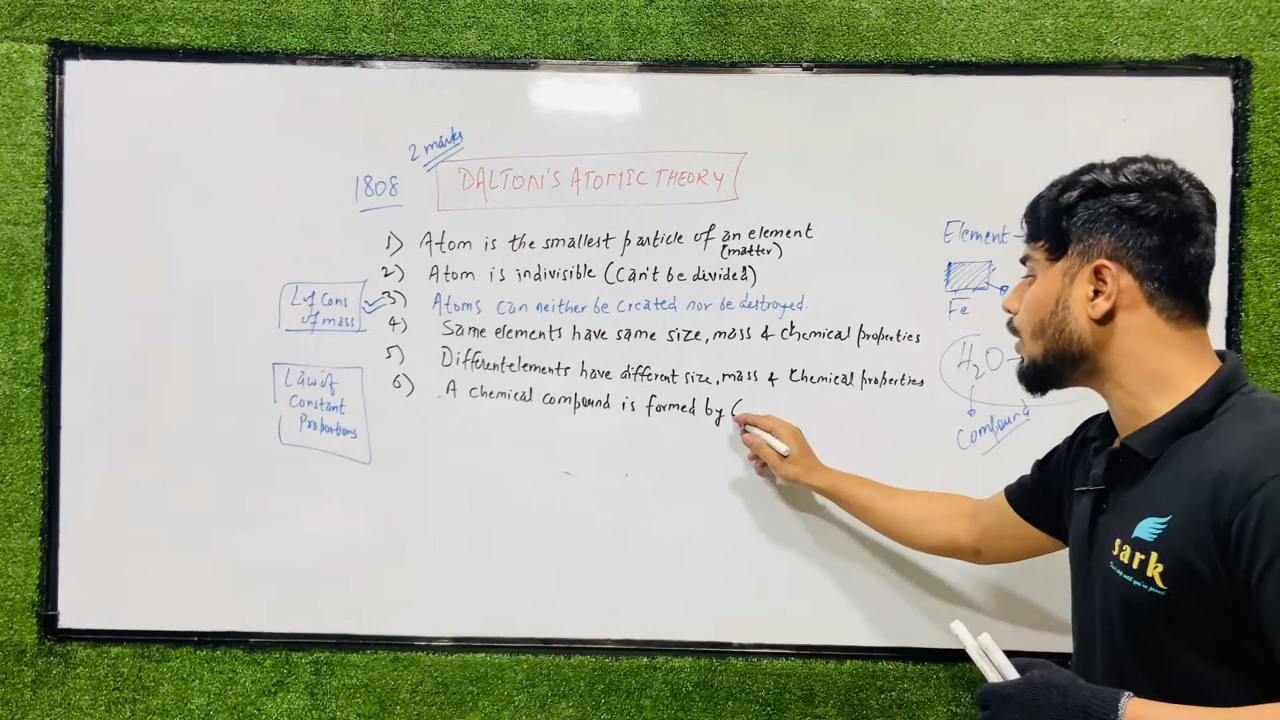 2 marks
1808
DALTON'S ATOMIC THEORY
1) Atom is the smallest particle of an element
(matter)
2) Atom is indivisible (Can't be divided)
3) Atoms can neither be created nor be destroyed.
4) Same elements have same size, mass & Chemical properties
5) Different elements have different size, mass & Chemical properties
6) A chemical compound is formed by C
L of Cons
of mass
Law of
Constant
Proportions
Element
Fe
H2O
Compound
sark